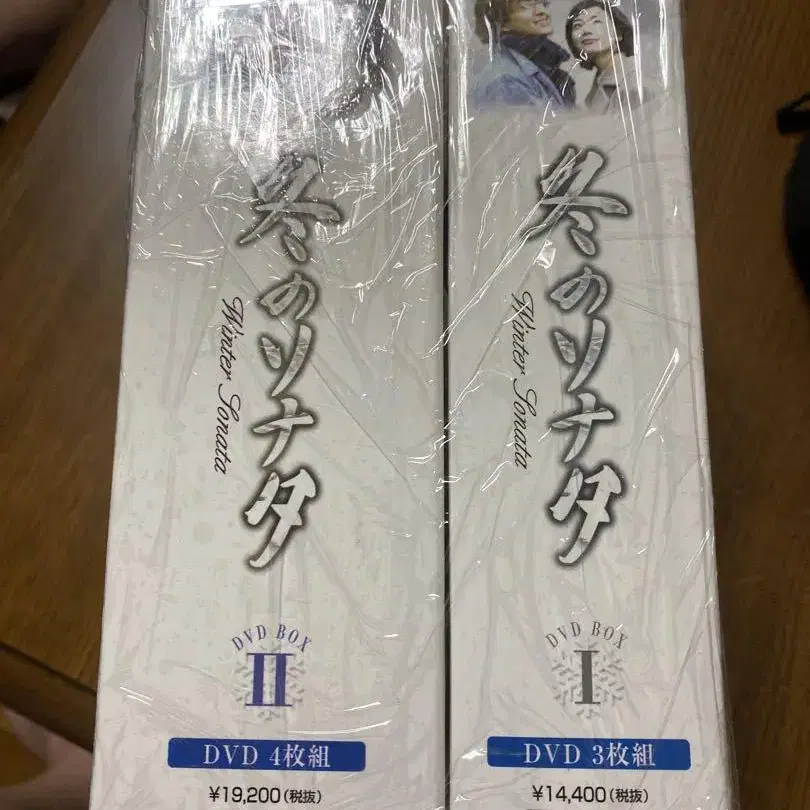 冬のソナタ
Winter Sonata
DVD BOX
II
DVD 4枚組
¥19,200(税抜)
冬のソナタ
Winter Sonata
DVD BOX
I
DVD 3枚組
¥14,400(税抜)